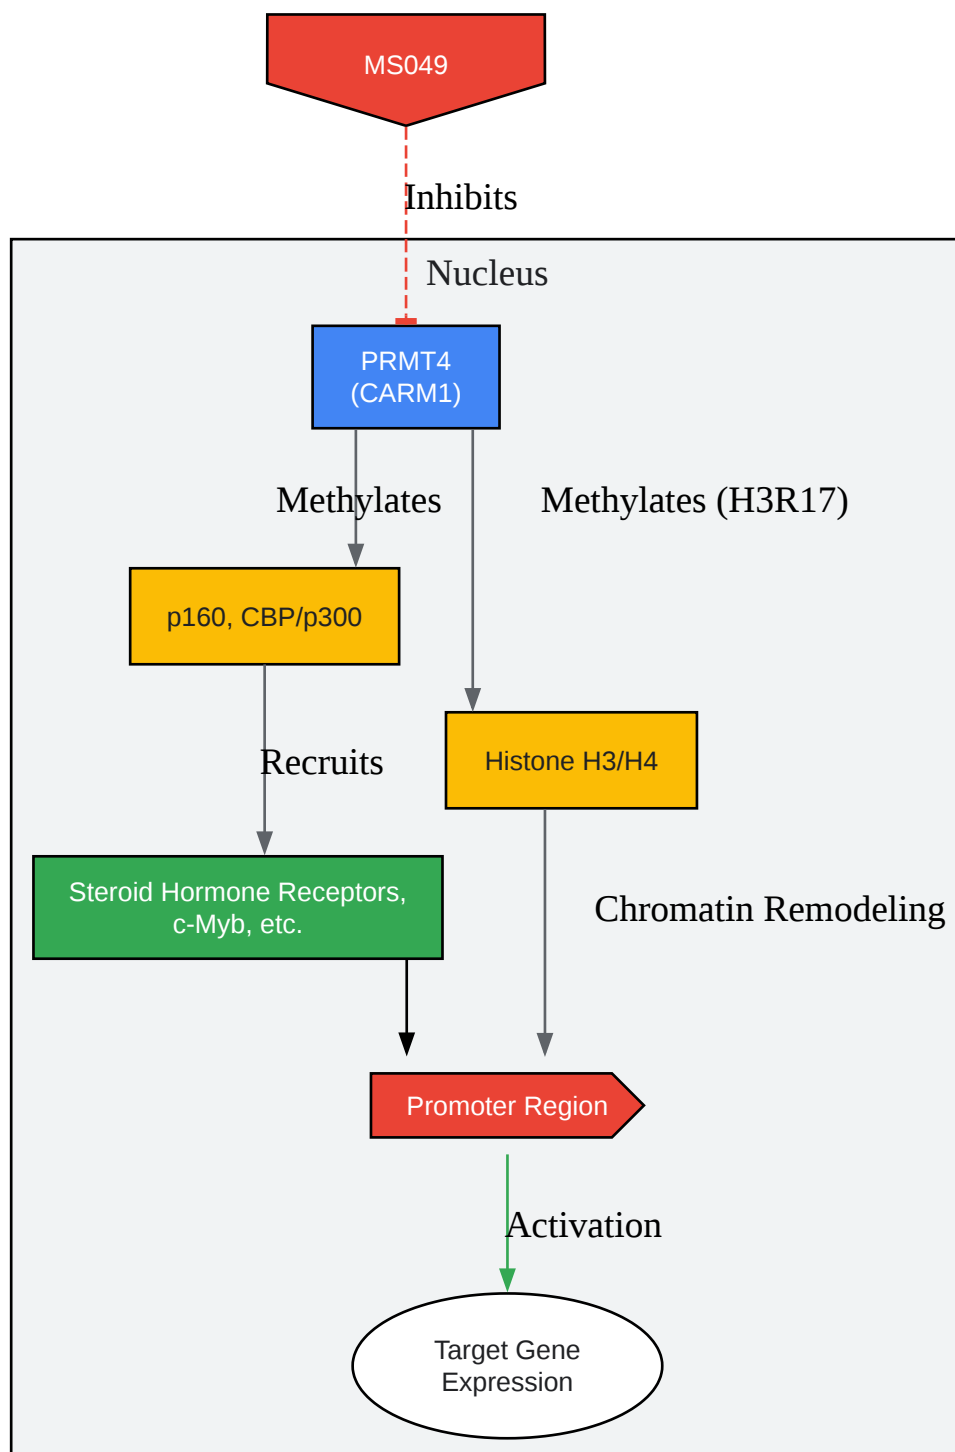 MS049
Inhibits
Nucleus
PRMT4
(CARM1)
Methylates
Methylates (H3R17)
p160, CBP/p300
Recruits
Histone H3/H4
Steroid Hormone Receptors,
c-Myb, etc.
Chromatin Remodeling
Promoter Region
Activation
Target Gene
Expression